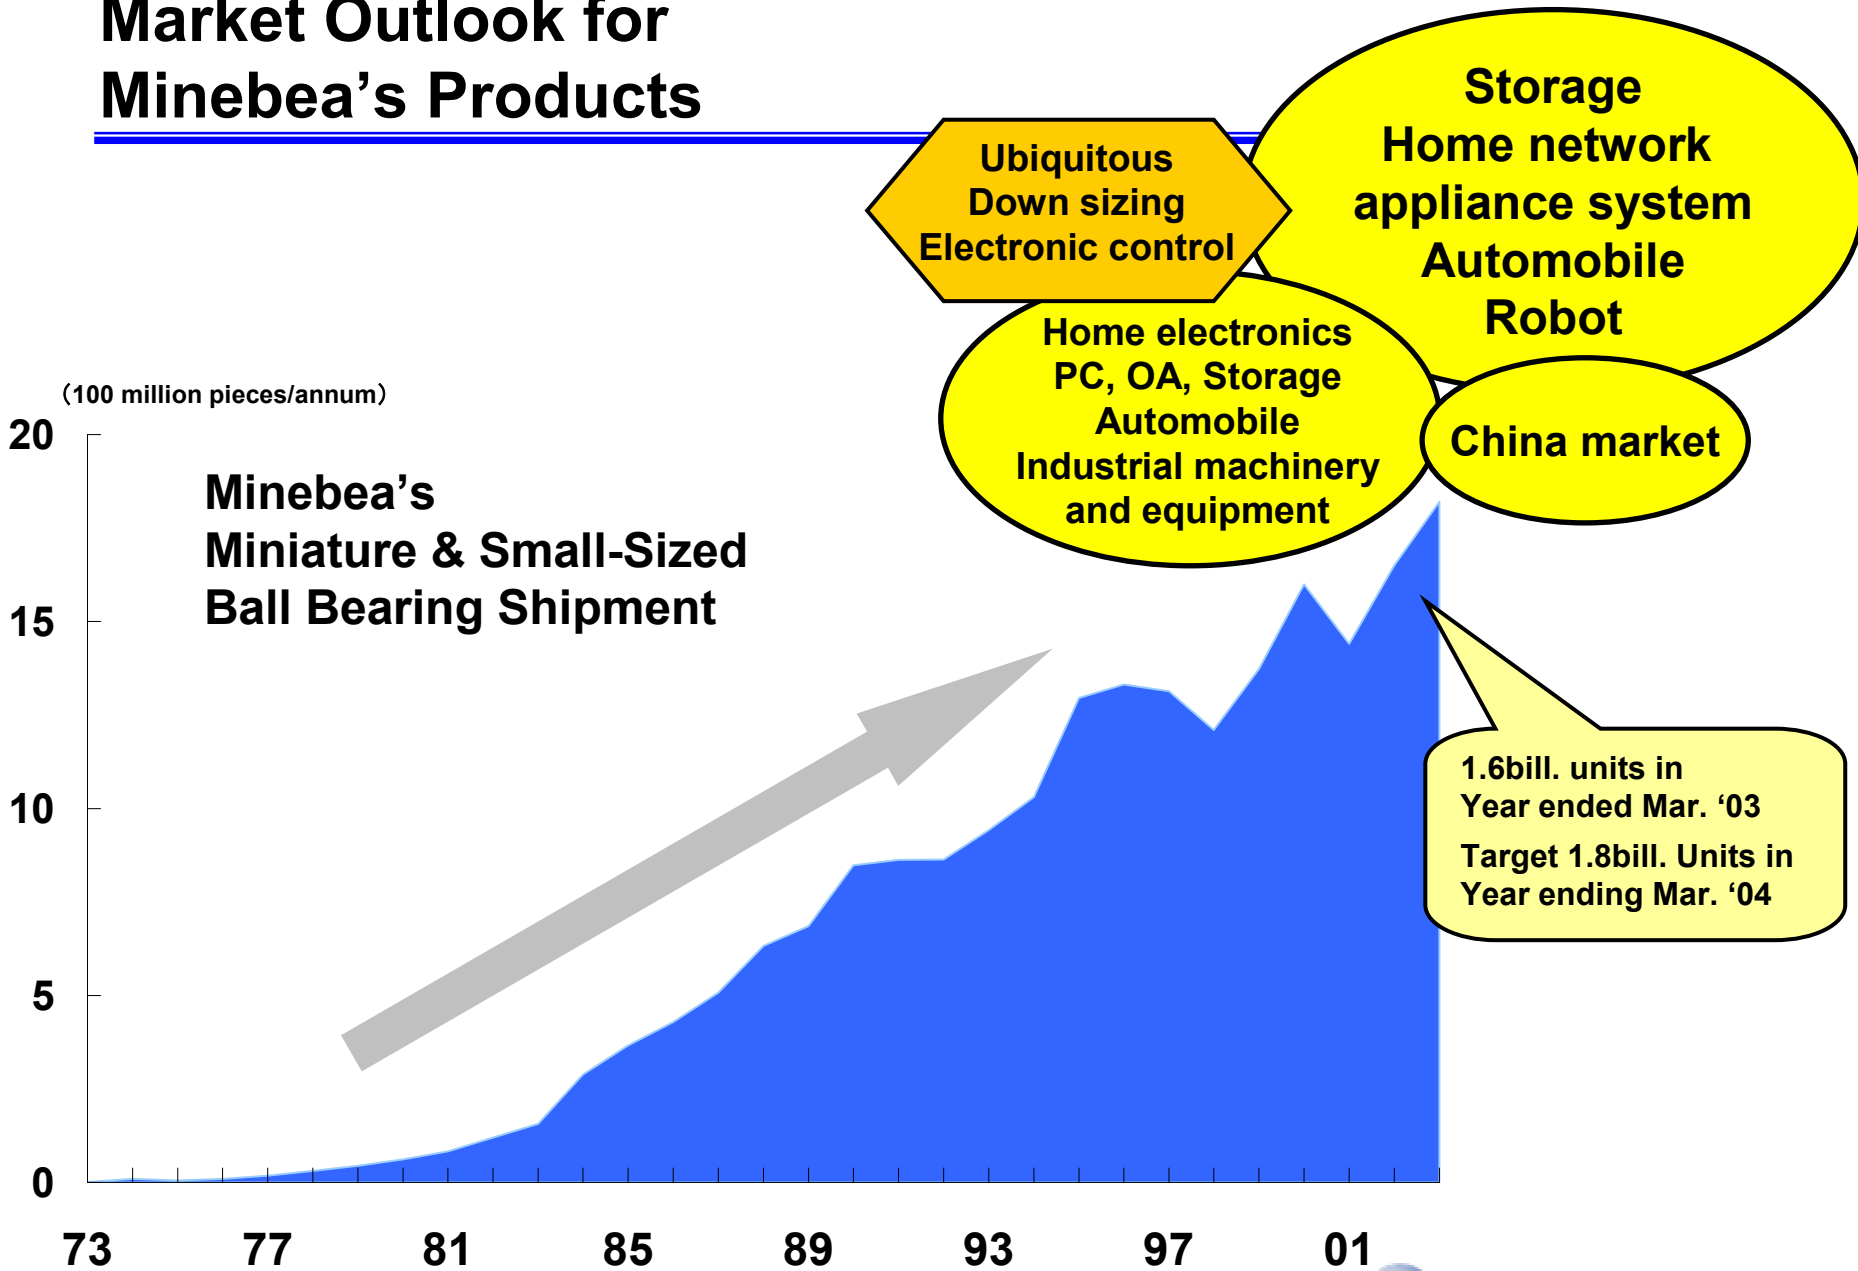 Market Outlook for
Minebea’s Products
Storage
Home network
appliance system
Automobile
Robot
Ubiquitous
Down sizing
Electronic control
Home electronics
PC, OA, Storage
Automobile
Industrial machinery
and equipment
China market
（100 million pieces/annum）
Minebea’s
Miniature & Small-Sized
Ball Bearing Shipment
20
15
10
5
0
1.6bill. units in
Year ended Mar. ‘03
Target 1.8bill. Units in
Year ending Mar. ‘04
73 77 81 85 89 93 97 01